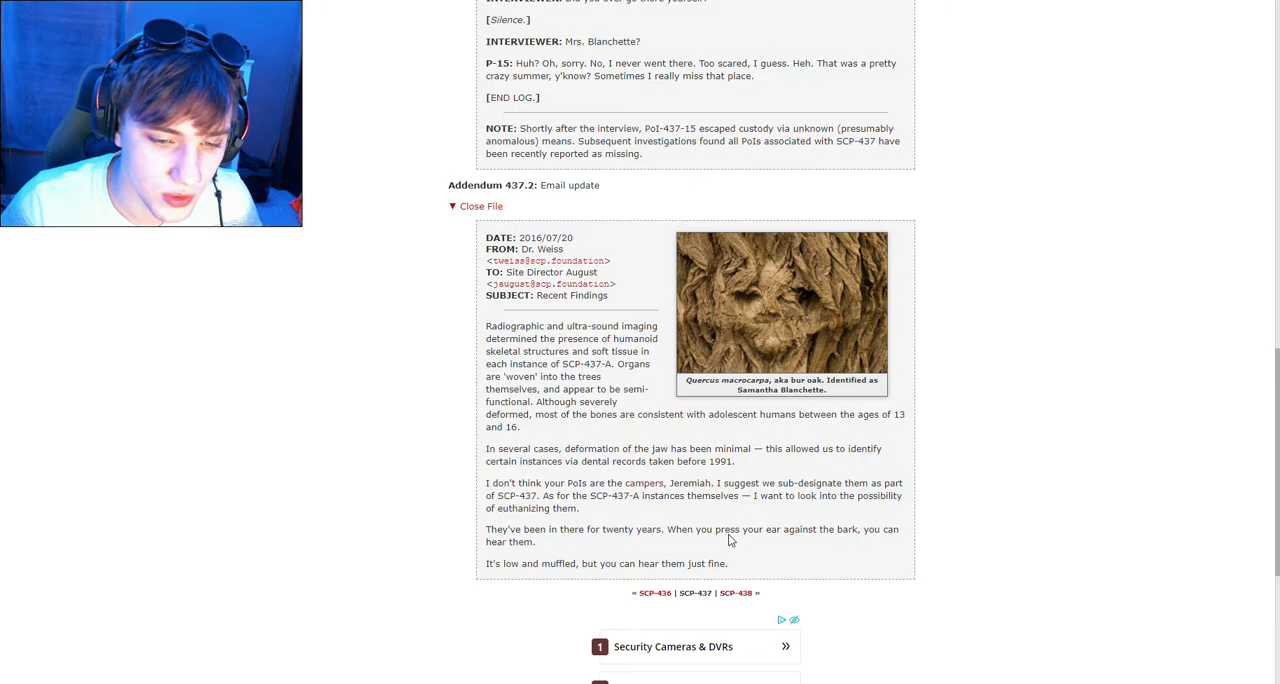 [Silence.]
INTERVIEWER: Mrs. Blanchette?
P-15: Huh? Oh, sorry. No, I never went there. Too scared, I guess. Heh. That was a pretty
crazy summer, y'know? Sometimes I really miss that place.
[END LOG.]
NOTE: Shortly after the interview, PoI-437-15 escaped custody via unknown (presumably
anomalous) means. Subsequent investigations found all PoIs associated with SCP-437 have
been recently reported as missing.
Addendum 437.2: Email update
▼ Close File
DATE: 2016/07/20
FROM: Dr. Weiss
<tweiss@scp.foundation>
TO: Site Director August
<jaugust@scp.foundation>
SUBJECT: Recent Findings
Quercus macrocarpa, aka bur oak. Identified as
Samantha Blanchette.
Radiographic and ultra-sound imaging
determined the presence of humanoid
skeletal structures and soft tissue in
each instance of SCP-437-A. Organs
are 'woven' into the trees
themselves, and appear to be semi-
functional. Although severely
deformed, most of the bones are consistent with adolescent humans between the ages of 13
and 16.
In several cases, deformation of the jaw has been minimal — this allowed us to identify
certain instances via dental records taken before 1991.
I don't think your PoIs are the campers, Jeremiah. I suggest we sub-designate them as part
of SCP-437. As for the SCP-437-A instances themselves — I want to look into the possibility
of euthanizing them.
They've been in there for twenty years. When you press your ear against the bark, you can
hear them.
It's low and muffled, but you can hear them just fine.
« SCP-436 | SCP-437 | SCP-438 »
1 Security Cameras & DVRs »